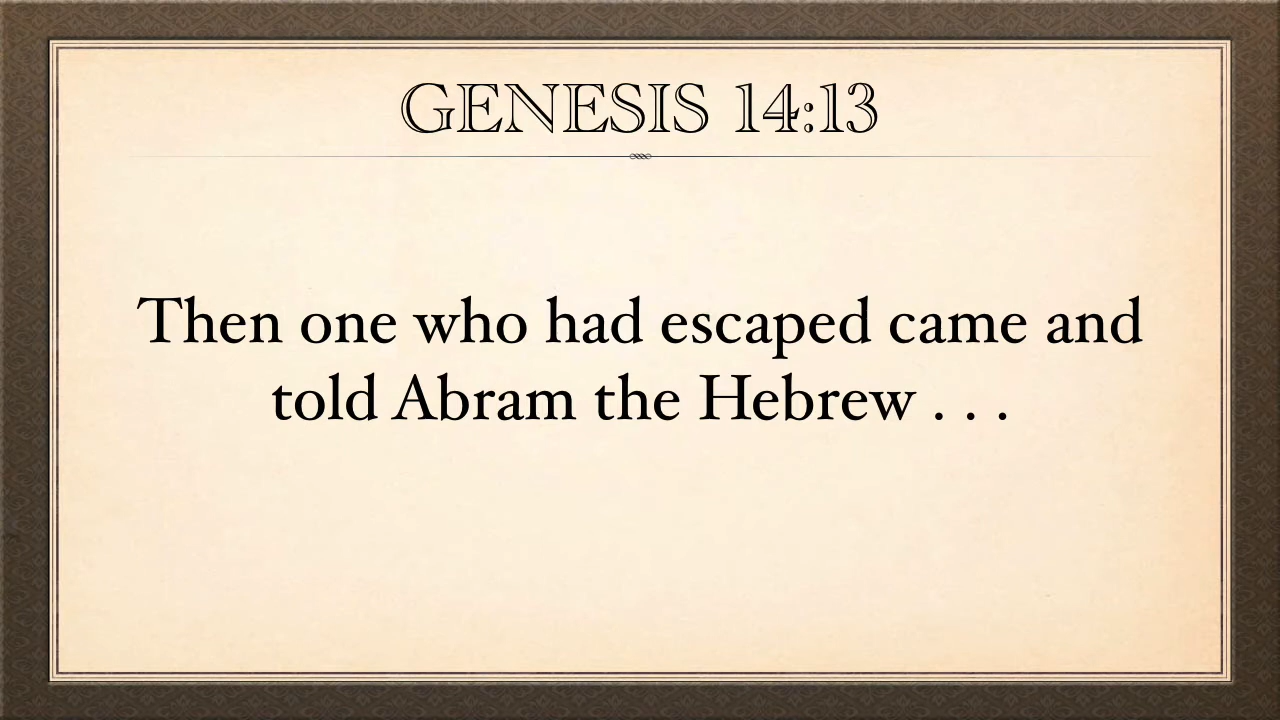 GENESIS 14:13
Then one who had escaped came and
told Abram the Hebrew . . .